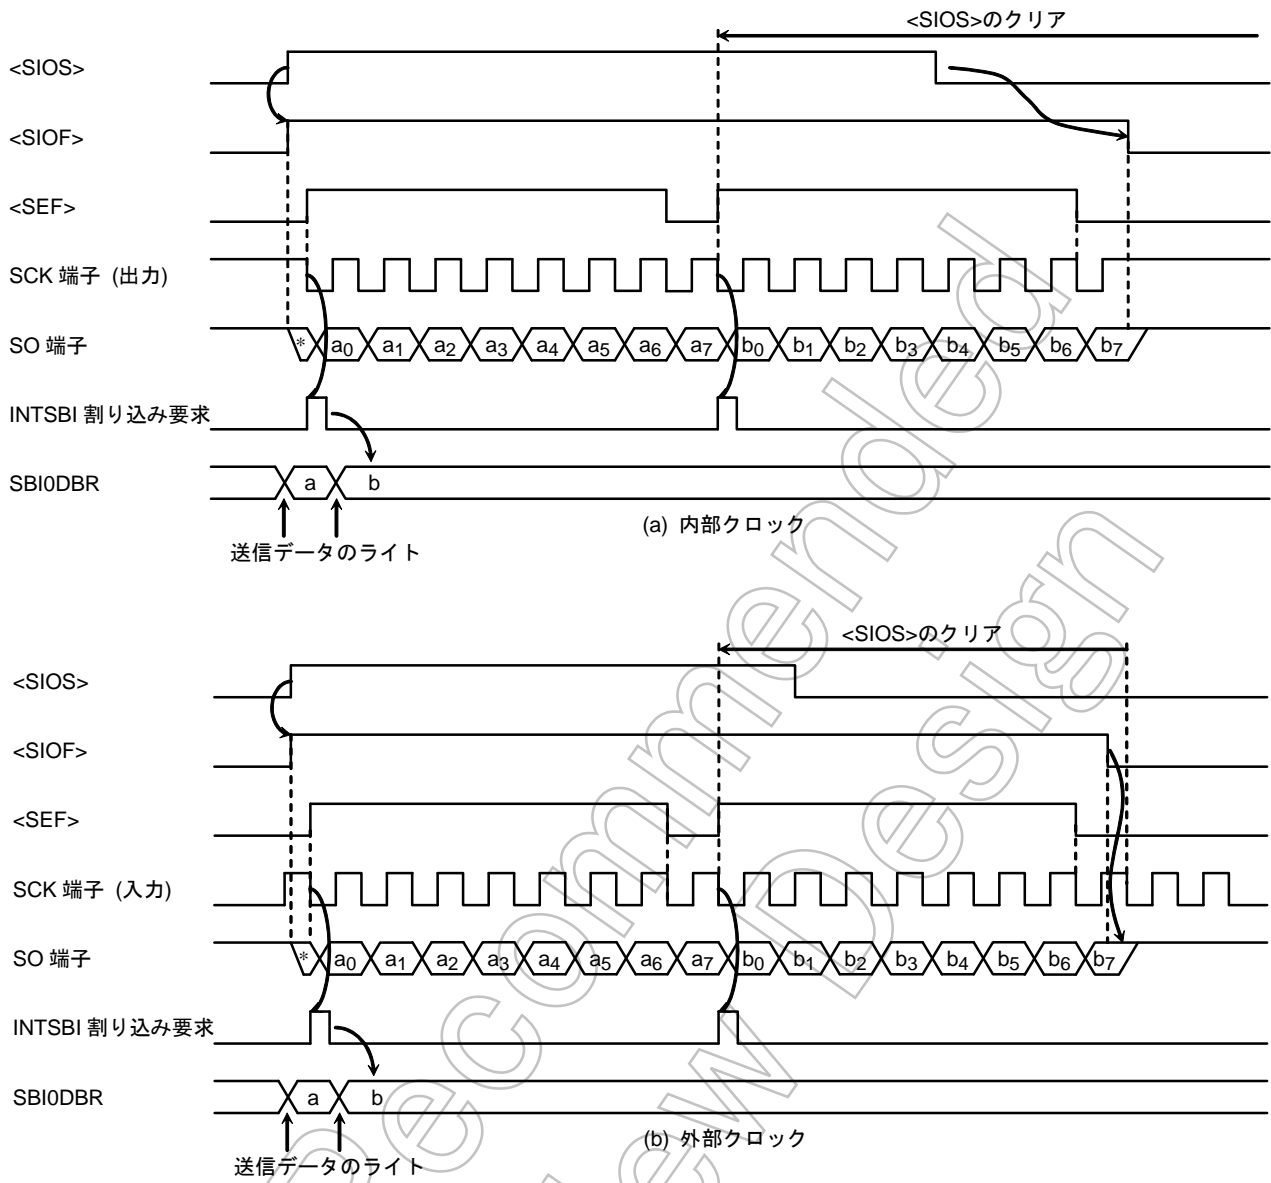 <SIOS>のクリア
<SIOS>
<SIOF>
<SEF>
SCK 端子 (出力)
SO 端子
* a0 a1 a2 a3 a4 a5 a6 a7 b0 b1 b2 b3 b4 b5 b6 b7
INTSBI 割り込み要求
SBI0DBR
a b
(a) 内部クロック
送信データのライト
<SIOS>のクリア
<SIOS>
<SIOF>
<SEF>
SCK 端子 (入力)
SO 端子
* a0 a1 a2 a3 a4 a5 a6 a7 b0 b1 b2 b3 b4 b5 b6 b7
INTSBI 割り込み要求
SBI0DBR
a b
(b) 外部クロック
送信データのライト
Recommended
New Design